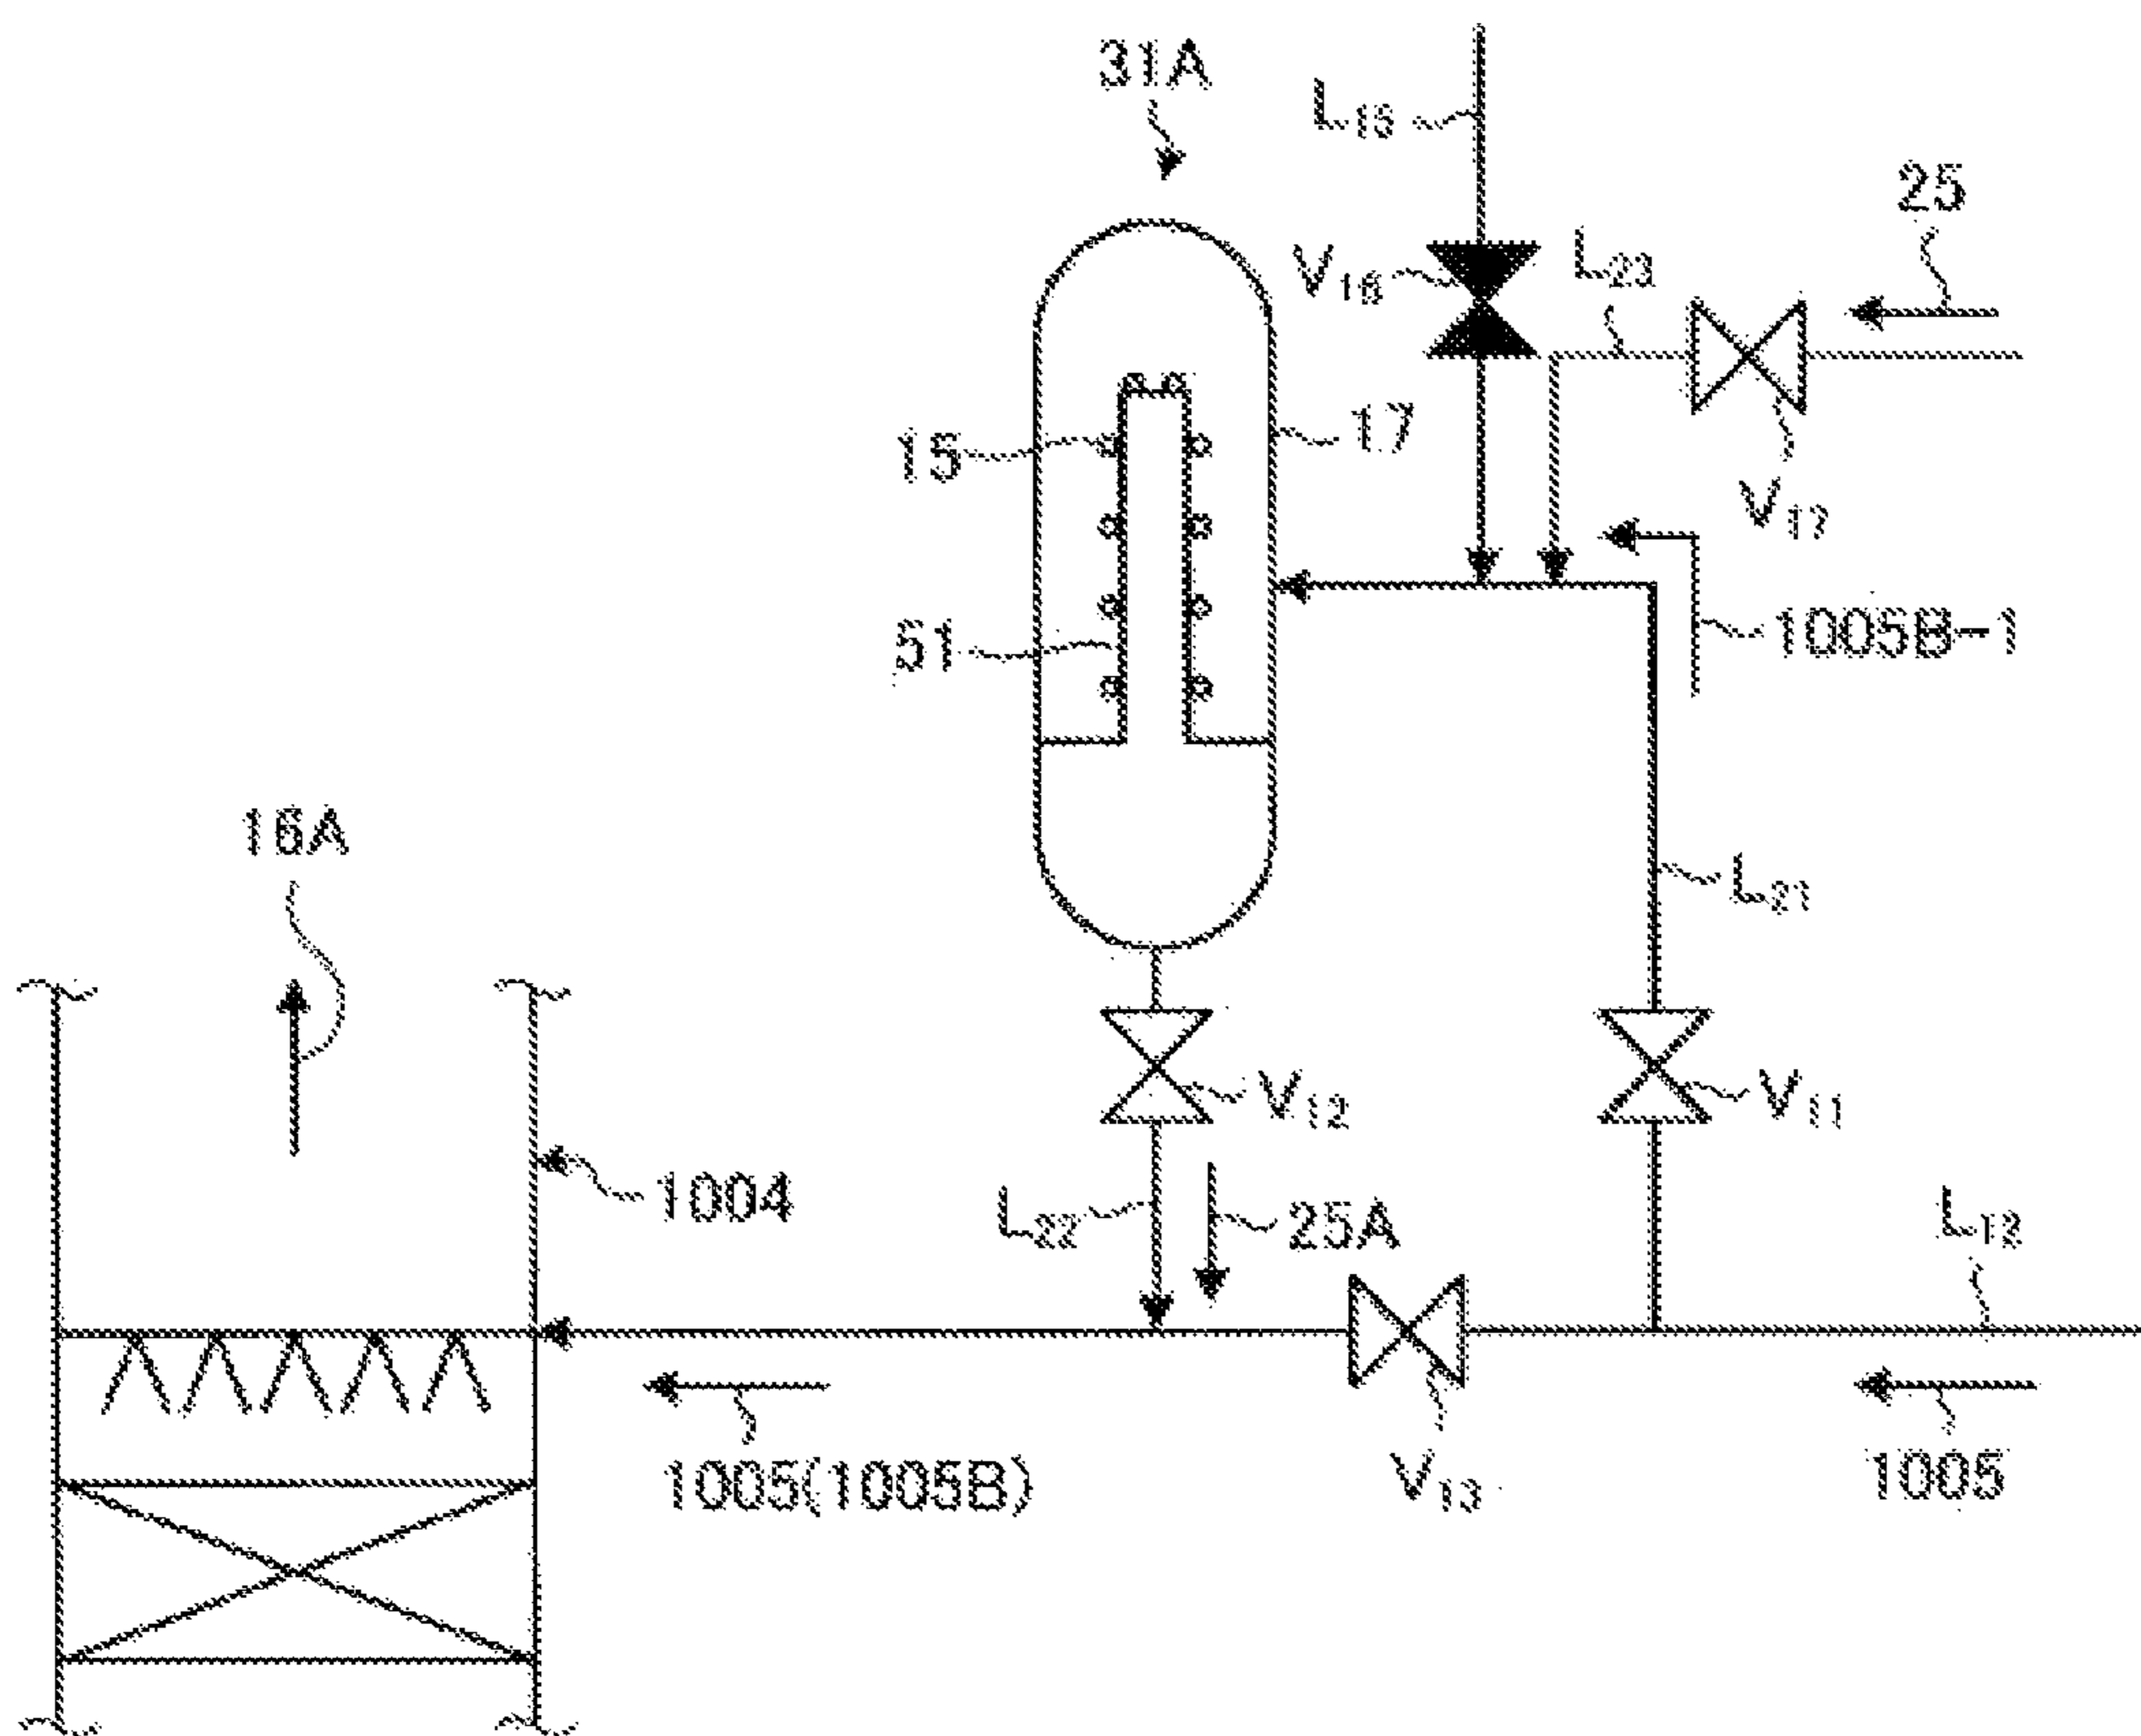 31A
L₁₆
25
V₁₆
L₂₃
15
17
V₁₇
51
1005B-1
16A
L₂₁
V₁₂
V₁₁
1004
L₂₂
25A
L₁₂
1005(1005B)
V₁₃
1005